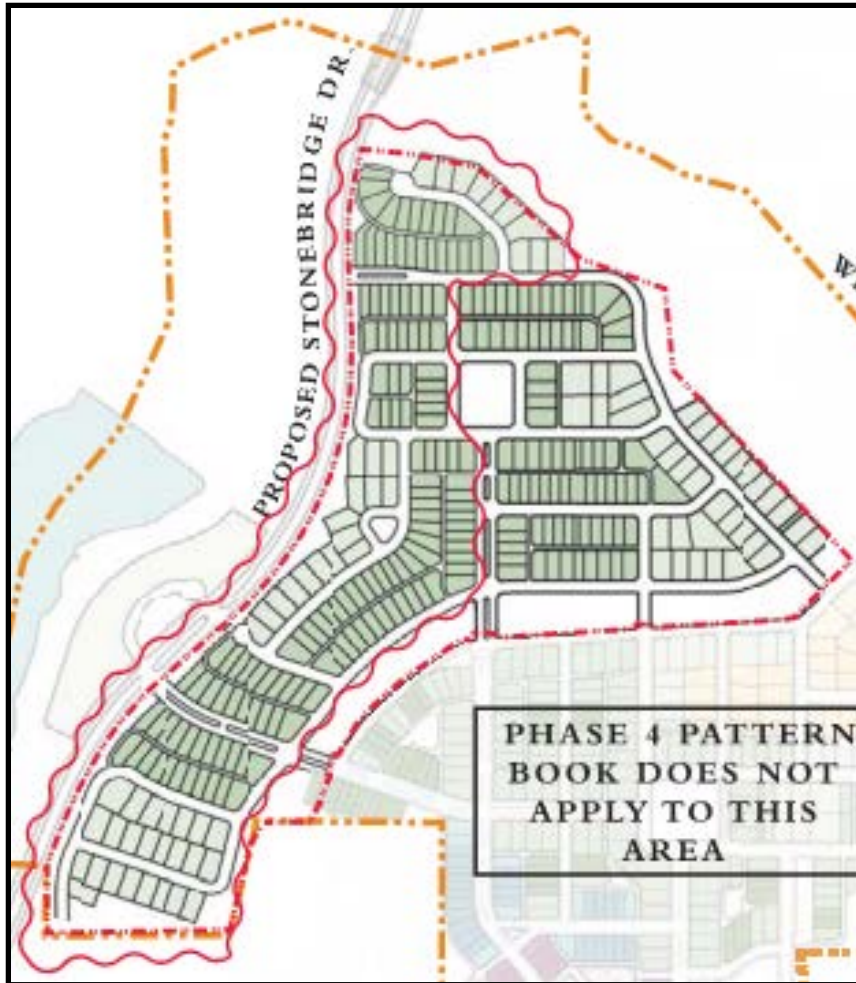 PROPOSED STONEBRIDGE DR.
PHASE 4 PATTERN
BOOK DOES NOT
APPLY TO THIS
AREA